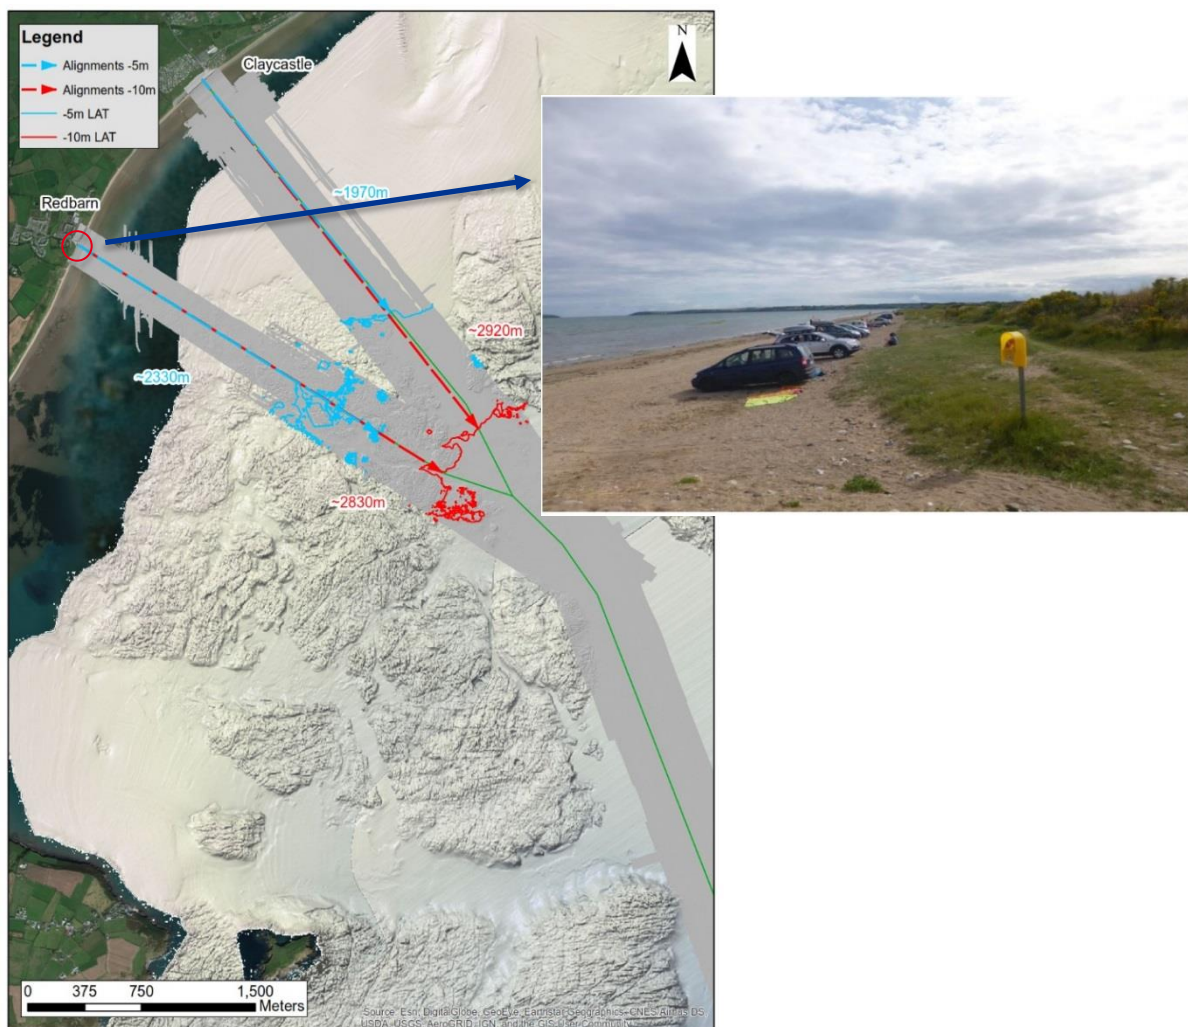 Legend
Alignments -5m
Alignments -10m
-5m LAT
-10m LAT
N
Claycastle
Redbarn
~1970m
~2920m
~2330m
~2830m
0 375 750 1,500
Meters
Source: Esri, DigitalGlobe, GeoEye, Earthstar Geographics, CNES/Airbus DS,
USDA, USGS, AeroGRID, IGN, and the GIS User Community